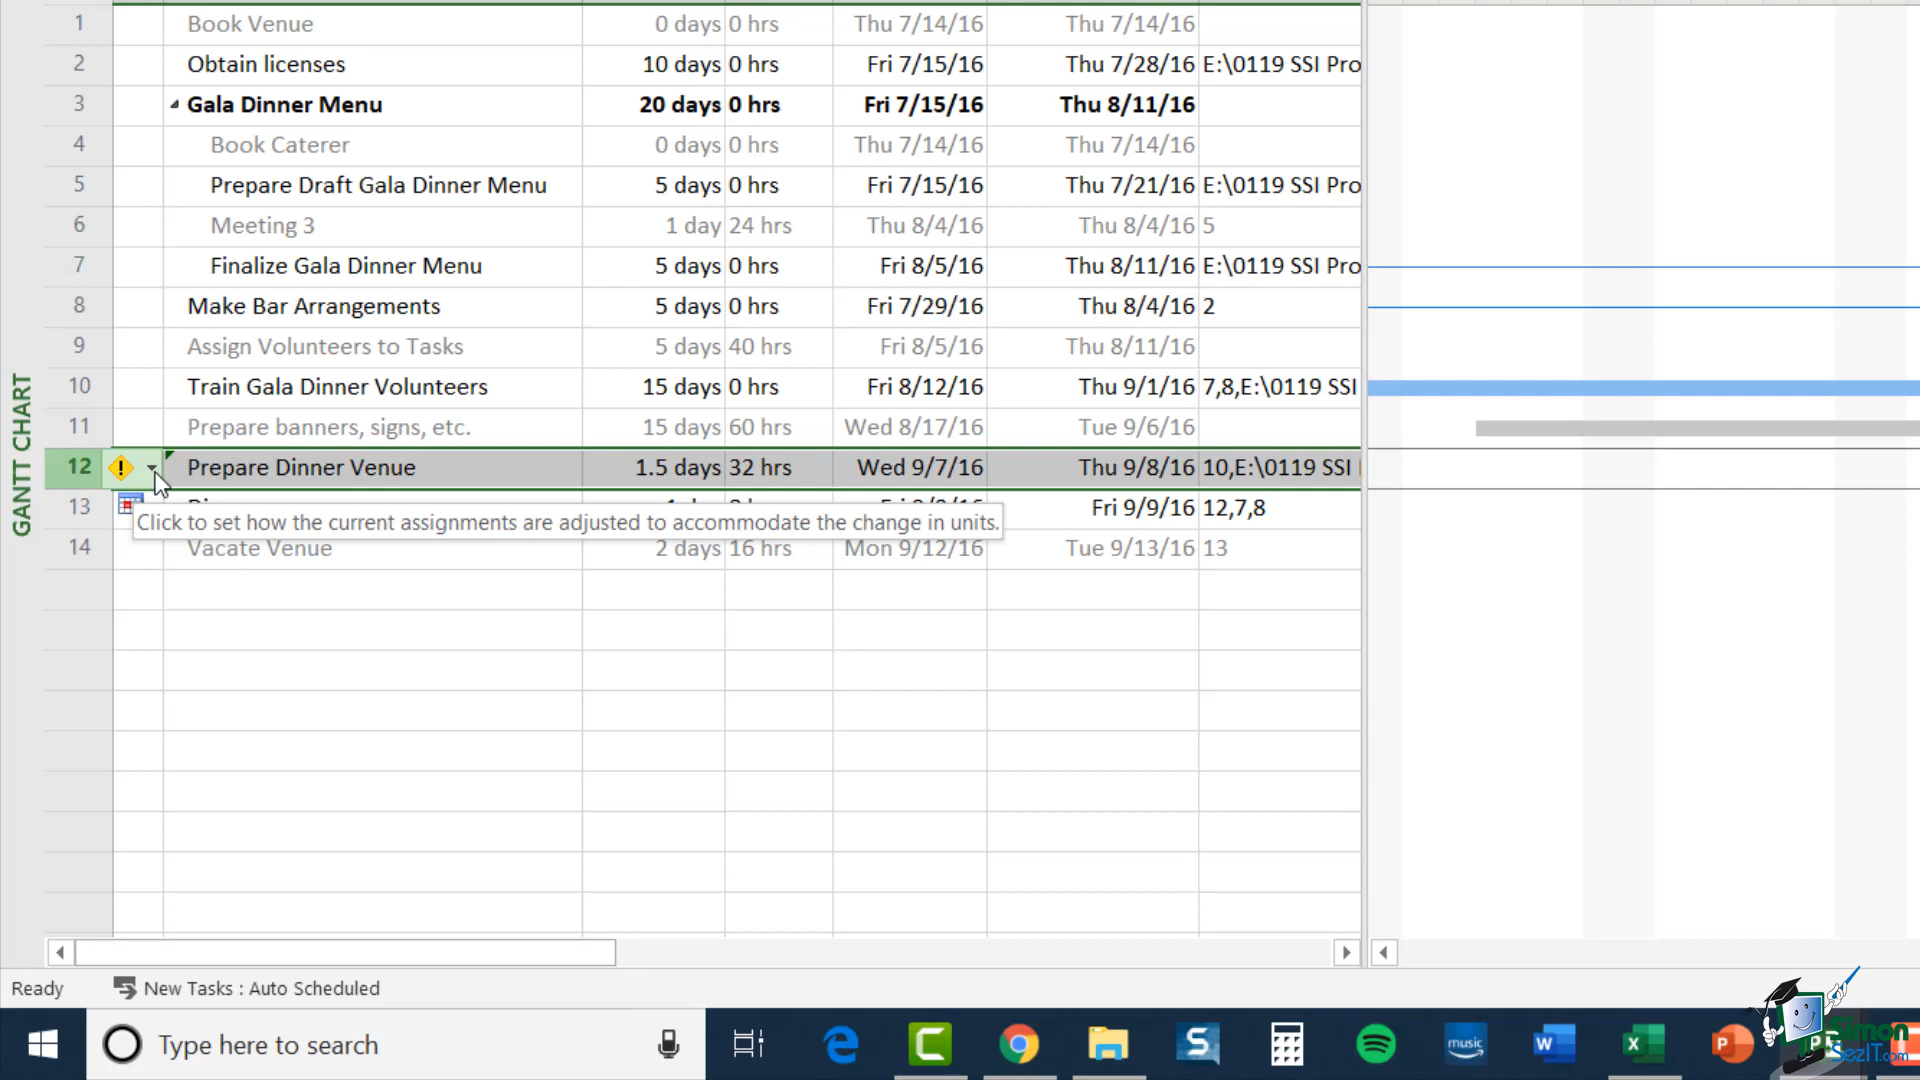 1 Book Venue 0 days 0 hrs Thu 7/14/16 Thu 7/14/16
2 Obtain licenses 10 days 0 hrs Fri 7/15/16 Thu 7/28/16 E:\0119 SSI Pro
3 Gala Dinner Menu 20 days 0 hrs Fri 7/15/16 Thu 8/11/16
4 Book Caterer 0 days 0 hrs Thu 7/14/16 Thu 7/14/16
5 Prepare Draft Gala Dinner Menu 5 days 0 hrs Fri 7/15/16 Thu 7/21/16 E:\0119 SSI Pro
6 Meeting 3 1 day 24 hrs Thu 8/4/16 Thu 8/4/16 5
7 Finalize Gala Dinner Menu 5 days 0 hrs Fri 8/5/16 Thu 8/11/16 E:\0119 SSI Pro
8 Make Bar Arrangements 5 days 0 hrs Fri 7/29/16 Thu 8/4/16 2
9 Assign Volunteers to Tasks 5 days 40 hrs Fri 8/5/16 Thu 8/11/16
10 Train Gala Dinner Volunteers 15 days 0 hrs Fri 8/12/16 Thu 9/1/16 7,8,E:\0119 SSI
11 Prepare banners, signs, etc. 15 days 60 hrs Wed 8/17/16 Tue 9/6/16
12 Prepare Dinner Venue 1.5 days 32 hrs Wed 9/7/16 Thu 9/8/16 10,E:\0119 SSI
13 Fri 9/9/16 12,7,8
Click to set how the current assignments are adjusted to accommodate the change in units.
14 Vacate Venue 2 days 16 hrs Mon 9/12/16 Tue 9/13/16 13
GANTT CHART
Ready New Tasks : Auto Scheduled
Type here to search
music
Simon
SezIT.com